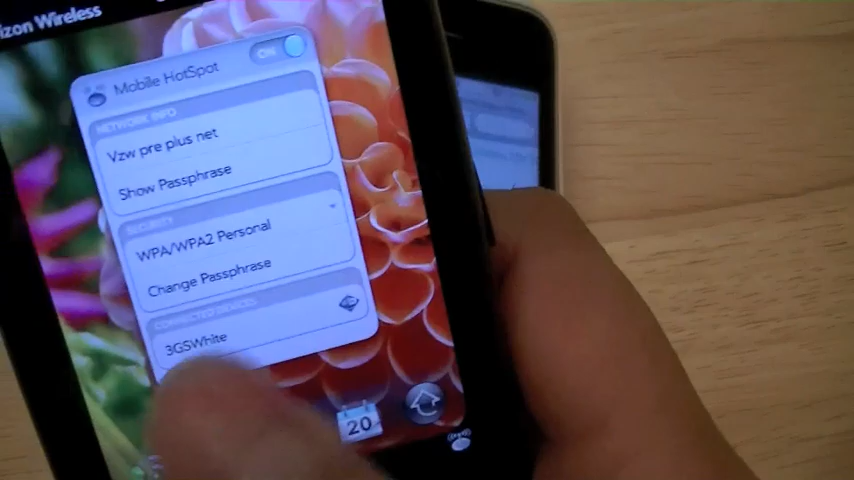 izon Wireless
Mobile HotSpot
ON
NETWORK INFO
Vzw pre plus net
Show Passphrase
SECURITY
WPA/WPA2 Personal
Change Passphrase
CONNECTED DEVICES
3GSWhite
20